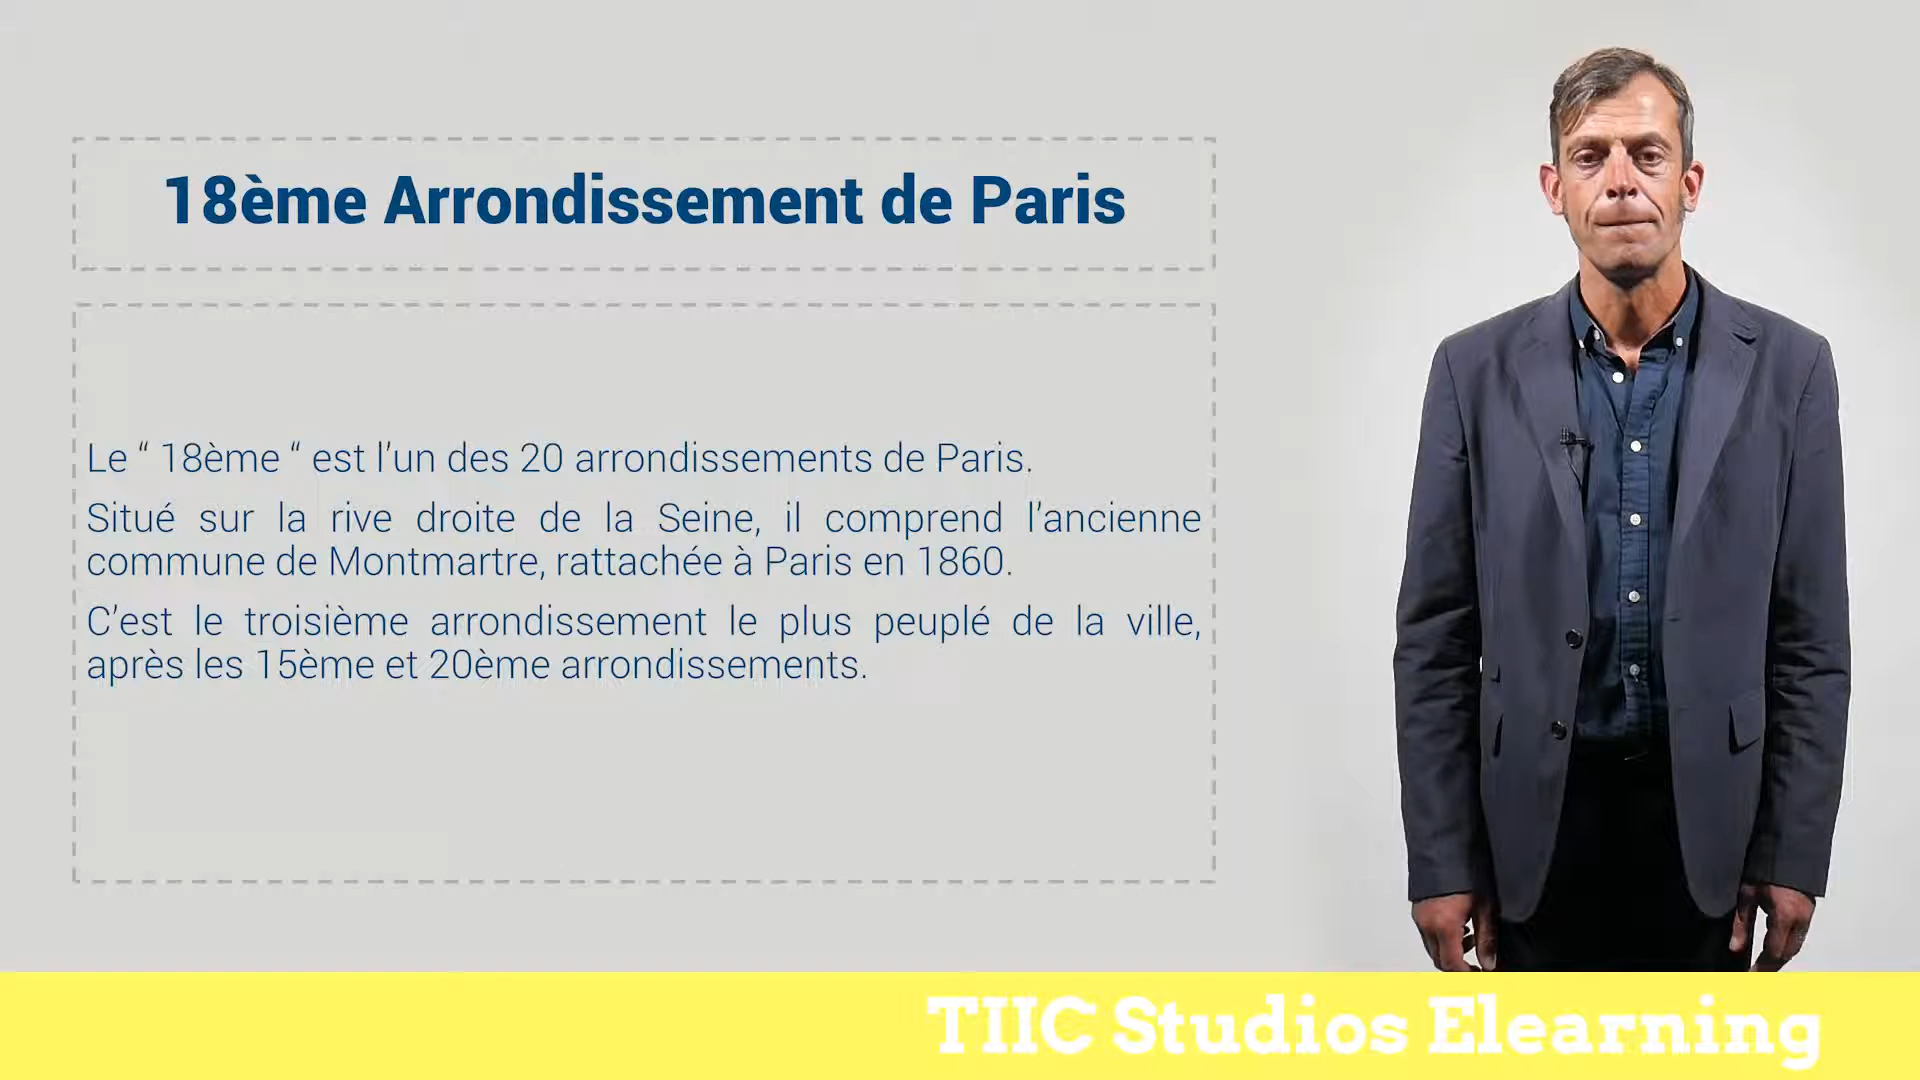 18ème Arrondissement de Paris
Le “ 18ème “ est l’un des 20 arrondissements de Paris.
Situé sur la rive droite de la Seine, il comprend l’ancienne
commune de Montmartre, rattachée à Paris en 1860.
C’est le troisième arrondissement le plus peuplé de la ville,
après les 15ème et 20ème arrondissements.
TIIC Studios Elearning